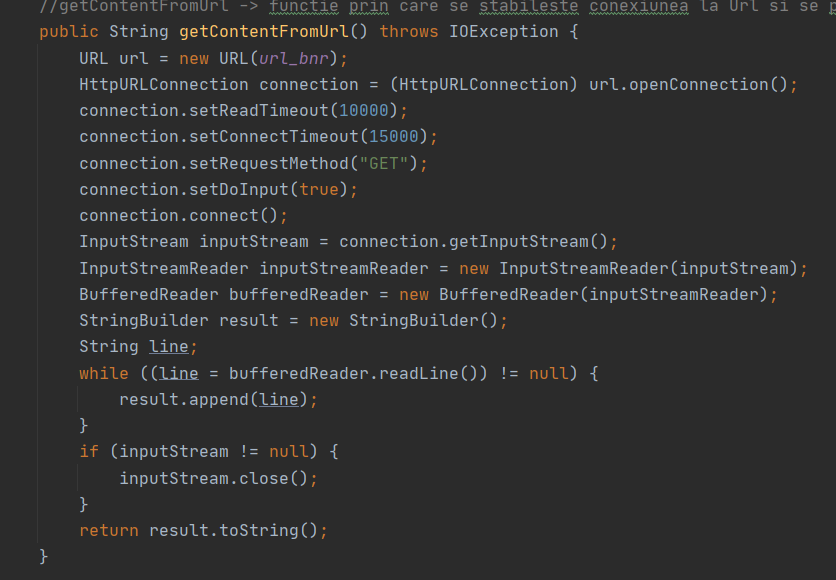 //getContentFromUrl -> functie prin care se stabileste conexiunea la Url si se
public String getContentFromUrl() throws IOException {
    URL url = new URL(url_bnr);
    HttpURLConnection connection = (HttpURLConnection) url.openConnection();
    connection.setReadTimeout(10000);
    connection.setConnectTimeout(15000);
    connection.setRequestMethod("GET");
    connection.setDoInput(true);
    connection.connect();
    InputStream inputStream = connection.getInputStream();
    InputStreamReader inputStreamReader = new InputStreamReader(inputStream);
    BufferedReader bufferedReader = new BufferedReader(inputStreamReader);
    StringBuilder result = new StringBuilder();
    String line;
    while ((line = bufferedReader.readLine()) != null) {
        result.append(line);
    }
    if (inputStream != null) {
        inputStream.close();
    }
    return result.toString();
}